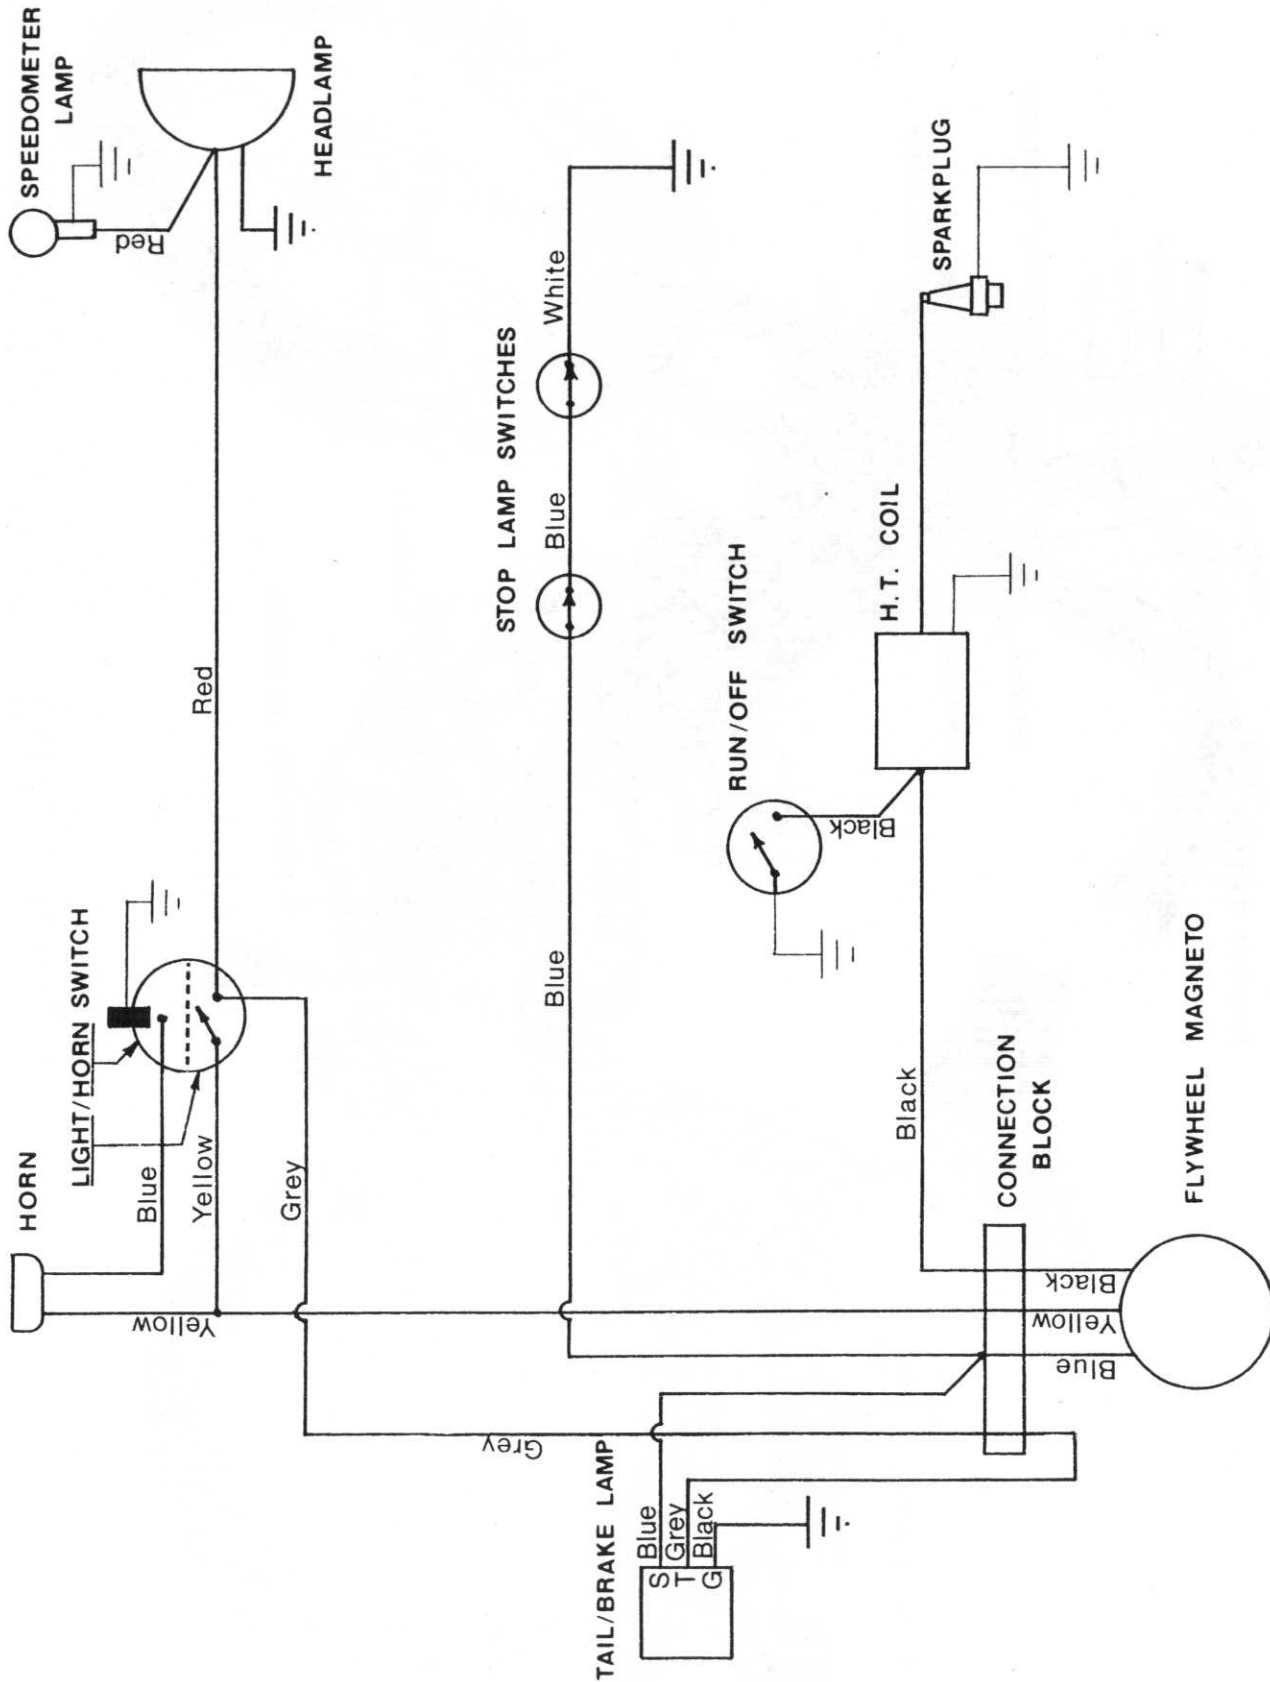 SPEEDOMETER
LAMP
Red
HEADLAMP
Red
LIGHT/HORN SWITCH
HORN
Blue
Yellow
Grey
Yellow
STOP LAMP SWITCHES
White
Blue
Blue
RUN/OFF SWITCH
Black
H.T. COIL
SPARKPLUG
Black
CONNECTION
BLOCK
FLYWHEEL MAGNETO
Black
Yellow
Blue
Grey
TAIL/BRAKE LAMP
Blue
Grey
Black
S
T
G